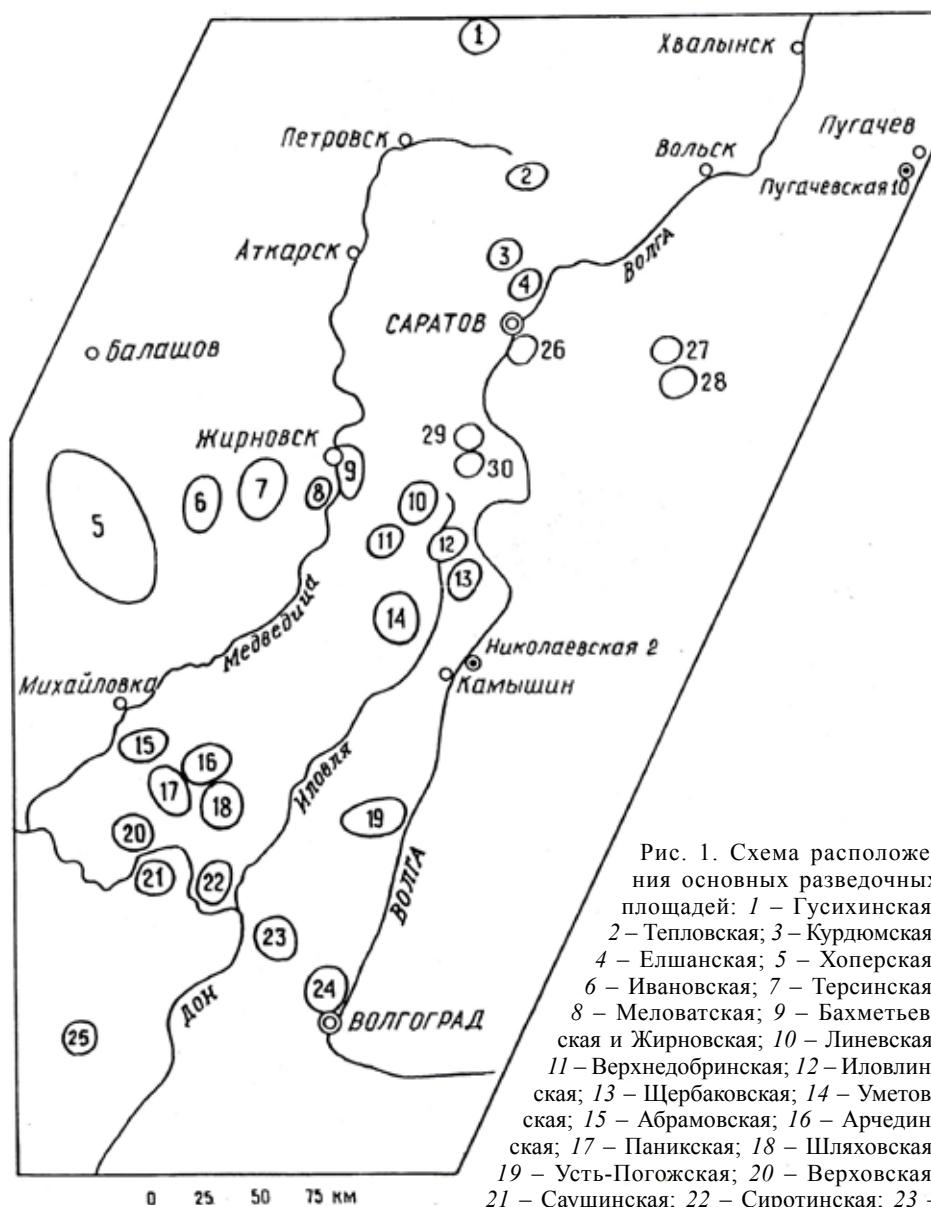 1
Хвалынск
Петровск
Вольск
Пугачев
2
Пугачевская 10
Аткарск
3
Волга
4
САРАТОВ
Балашов
26
27
28
Жирновск
29
30
5
6
7
8
9
10
11
12
13
14
Медведица
Николаевская 2
Камышин
Михайловка
15
16
17
18
Иловля
19
20
21
22
ВОЛГА
23
24
ДОН
ВОЛГОГРАД
25
0 25 50 75 км
Рис. 1. Схема расположе
ния основных разведочных
площадей: 1 – Гусихинская
2 – Тепловская; 3 – Курдюмская
4 – Елшанская; 5 – Хоперская
6 – Ивановская; 7 – Терсинская
8 – Меловатская; 9 – Бахметьев
ская и Жирновская; 10 – Линевская
11 – Верхнедобринская; 12 – Иловлин
ская; 13 – Щербаковская; 14 – Уметов
ская; 15 – Абрамовская; 16 – Арчедин
ская; 17 – Паникская; 18 – Шляховская
19 – Усть-Погожская; 20 – Верховская
21 – Саушинская; 22 – Сиротинская; 23 –